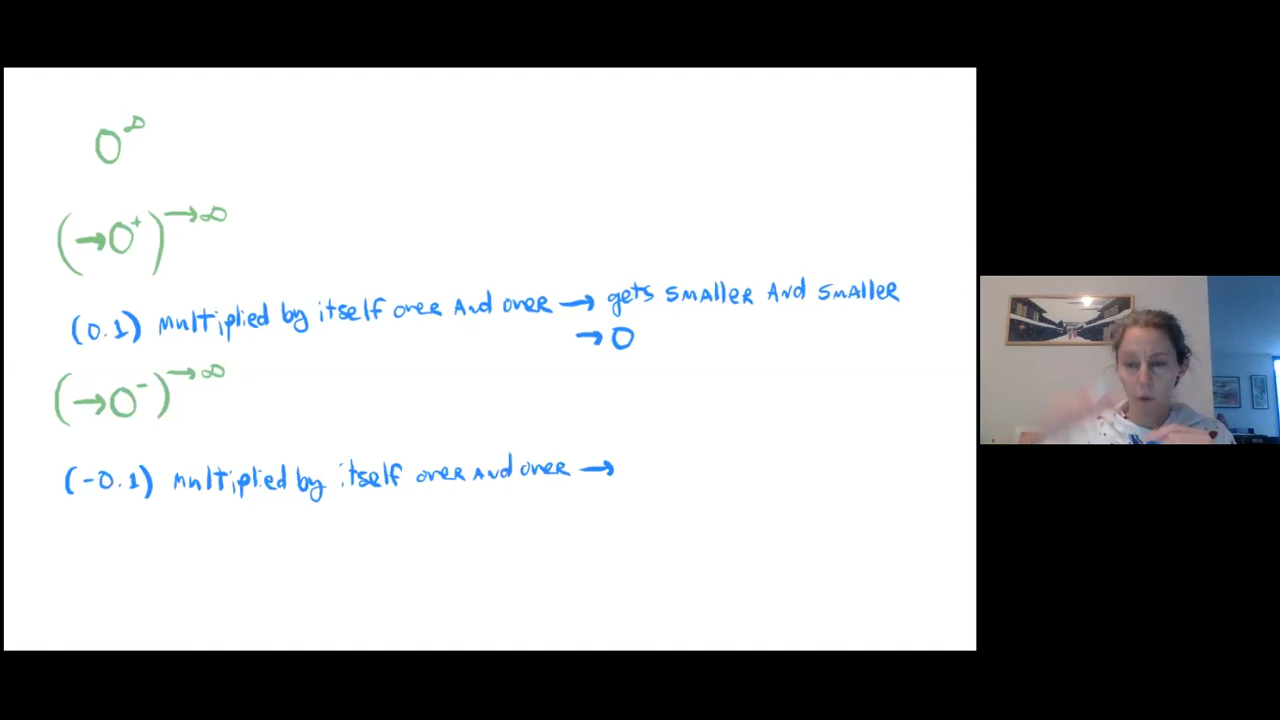 0^∞
(→0⁺)^→∞
(0.1) multiplied by itself over and over → gets smaller and smaller
→ 0
(→0⁻)^→∞
(-0.1) multiplied by itself over and over →